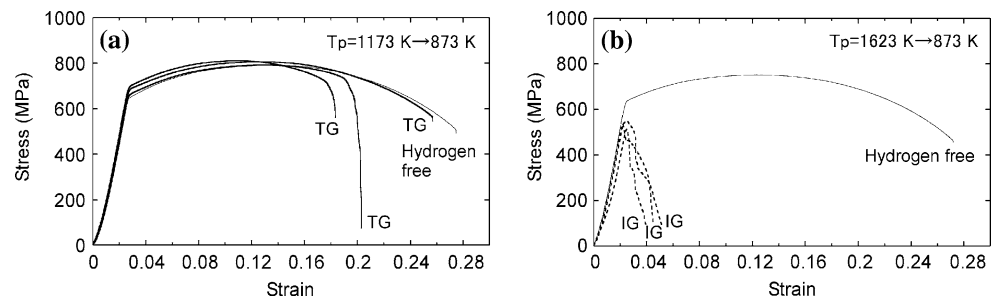 (a)
Tp=1173 K→873 K
Stress (MPa)
1000
800
600
400
200
0
TG
TG
Hydrogen
free
TG
0
0.04
0.08
0.12
0.16
0.20
0.24
0.28
Strain
(b)
Tp=1623 K→873 K
Stress (MPa)
1000
800
600
400
200
0
Hydrogen free
IG
IG
IG
0
0.04
0.08
0.12
0.16
0.20
0.24
0.28
Strain